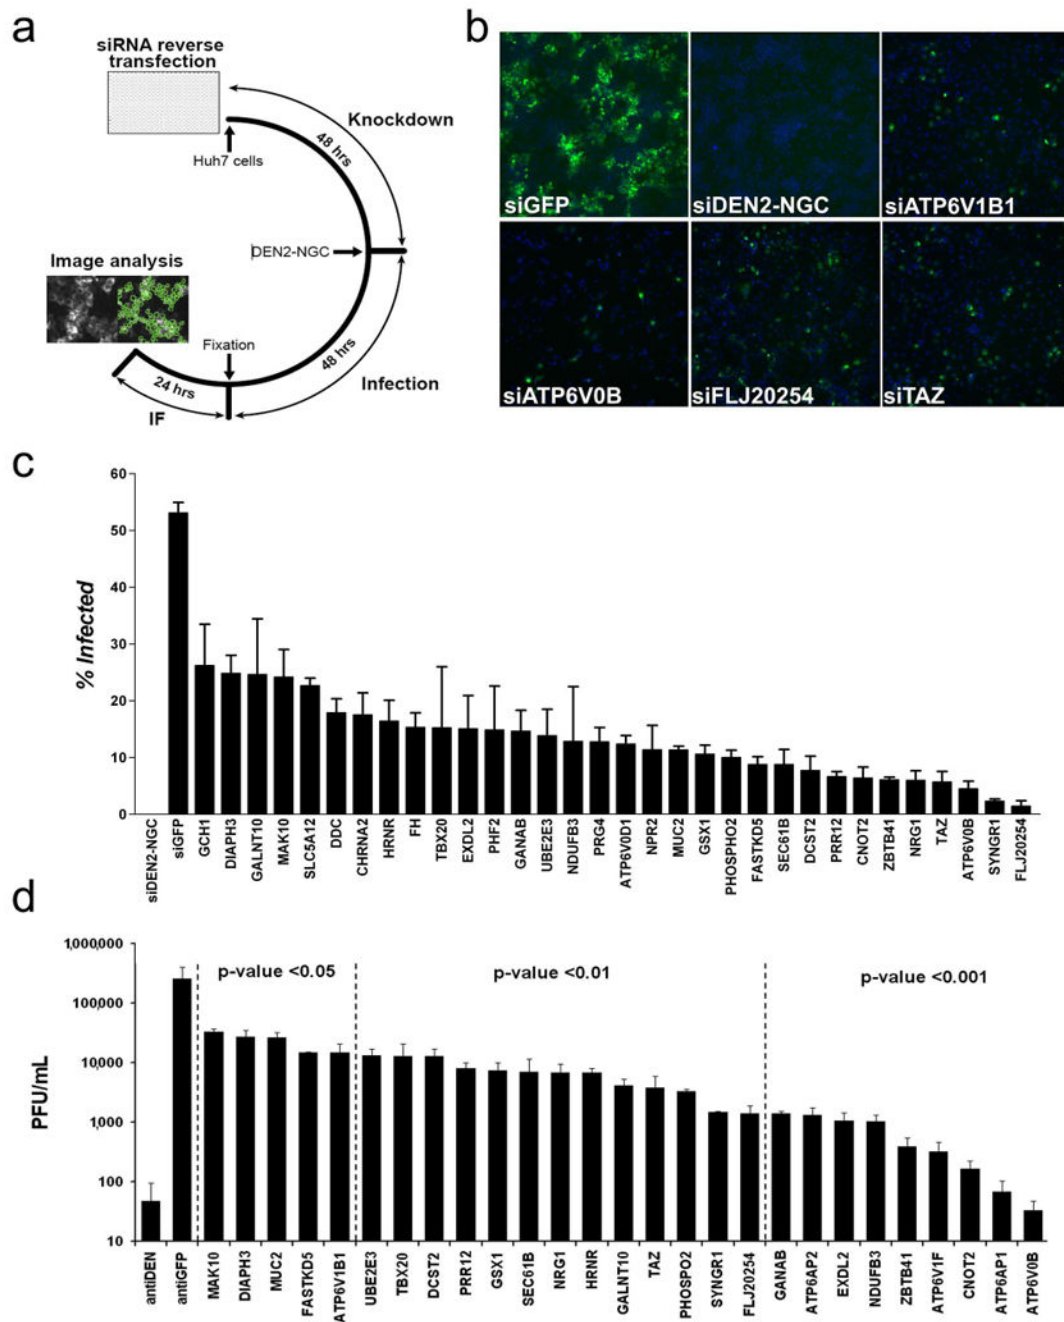 a
siRNA reverse
transfection
Knockdown
48 hrs
Huh7 cells
DEN2-NGC
Image analysis
Fixation
48 hrs
Infection
24 hrs
IF
b
siGFP
siDEN2-NGC
siATP6V1B1
siATP6V0B
siFLJ20254
siTAZ
c
% Infected
60
50
40
30
20
10
0
siDEN2-NGC
siGFP
GCH1
DIAPH3
GALNT10
MAK10
SLC5A12
DDC
CHRNA2
HRNR
FH
TBX20
EXDL2
PHF2
GANAB
UBE2E3
NDUFB3
PRG4
ATP6V0D1
NPR2
MUC2
GSX1
PHOSPHO2
FASTKD5
SEC61B
DCST2
PRR12
CNOT2
ZBTB41
NRG1
TAZ
ATP6V0B
SYNGR1
FLJ20254
d
PFU/mL
1,000,000
100,000
10,000
1,000
100
10
p-value <0.05
p-value <0.01
p-value <0.001
antiDEN
antiGFP
MAK10
DIAPH3
MUC2
FASTKD5
ATP6V1B1
UBE2E3
TBX20
DCST2
PRR12
GSX1
SEC61B
NRG1
HRNR
GALNT10
TAZ
PHOSPO2
SYNGR1
FLJ20254
GANAB
ATP6AP2
EXDL2
NDUFB3
ZBTB41
ATP6V1F
CNOT2
ATP6AP1
ATP6V0B